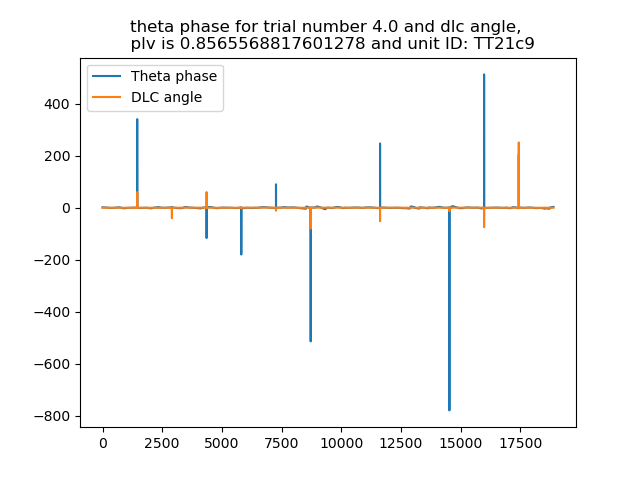 theta phase for trial number 4.0 and dlc angle,
plv is 0.8565568817601278 and unit ID: TT21c9
Theta phase
DLC angle
400
200
0
−200
−400
−600
−800
0 2500 5000 7500 10000 12500 15000 17500